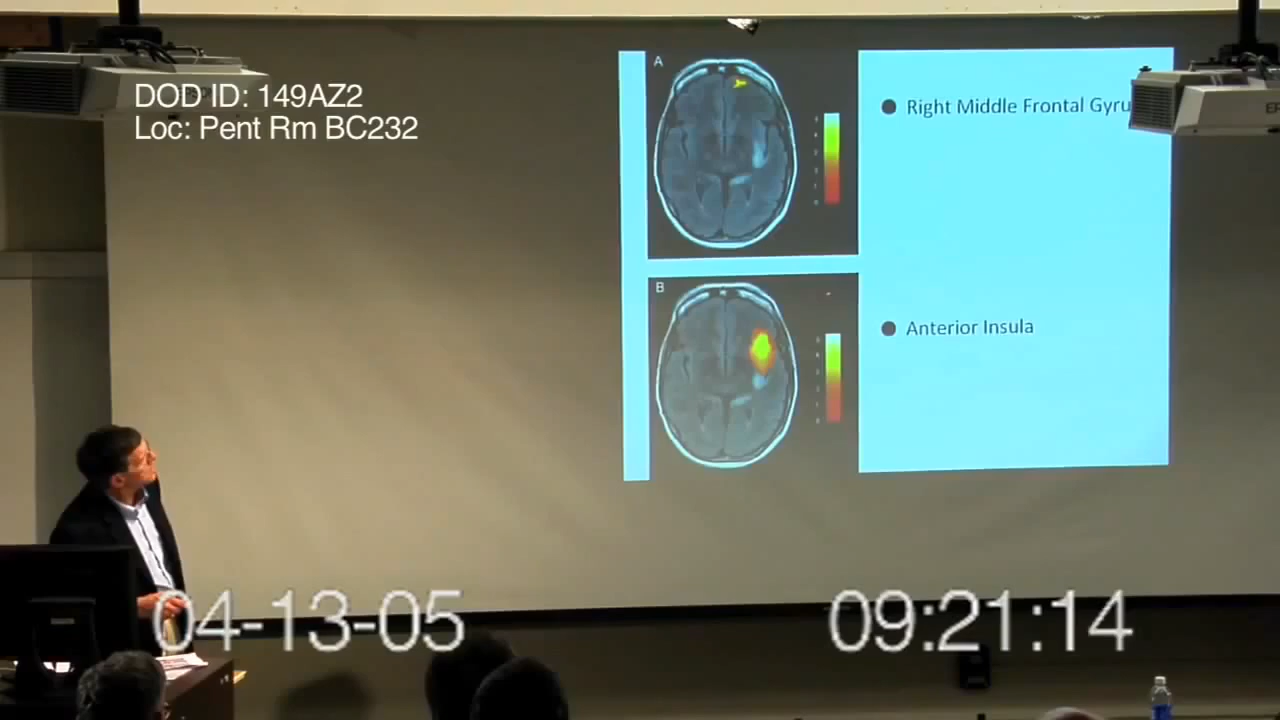 DOD ID: 149AZ2
Loc: Pent Rm BC232
A
Right Middle Frontal Gyru
B
Anterior Insula
04-13-05
09:21:14